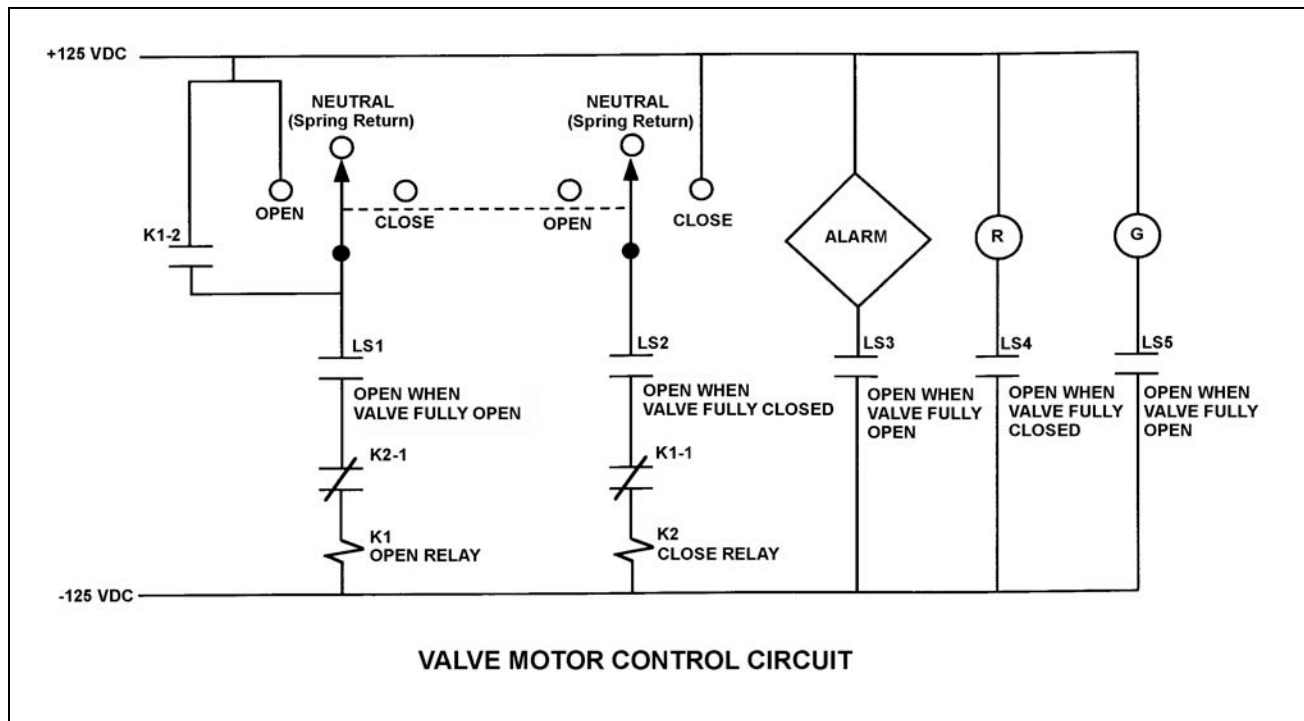 +125 VDC
NEUTRAL
(Spring Return)
NEUTRAL
(Spring Return)
OPEN
CLOSE
OPEN
CLOSE
K1-2
ALARM
R
G
LS1
OPEN WHEN
VALVE FULLY OPEN
LS2
OPEN WHEN
VALVE FULLY CLOSED
LS3
OPEN WHEN
VALVE FULLY
OPEN
LS4
OPEN WHEN
VALVE FULLY
CLOSED
LS5
OPEN WHEN
VALVE FULLY
OPEN
K2-1
K1-1
K1
OPEN RELAY
K2
CLOSE RELAY
-125 VDC
VALVE MOTOR CONTROL CIRCUIT